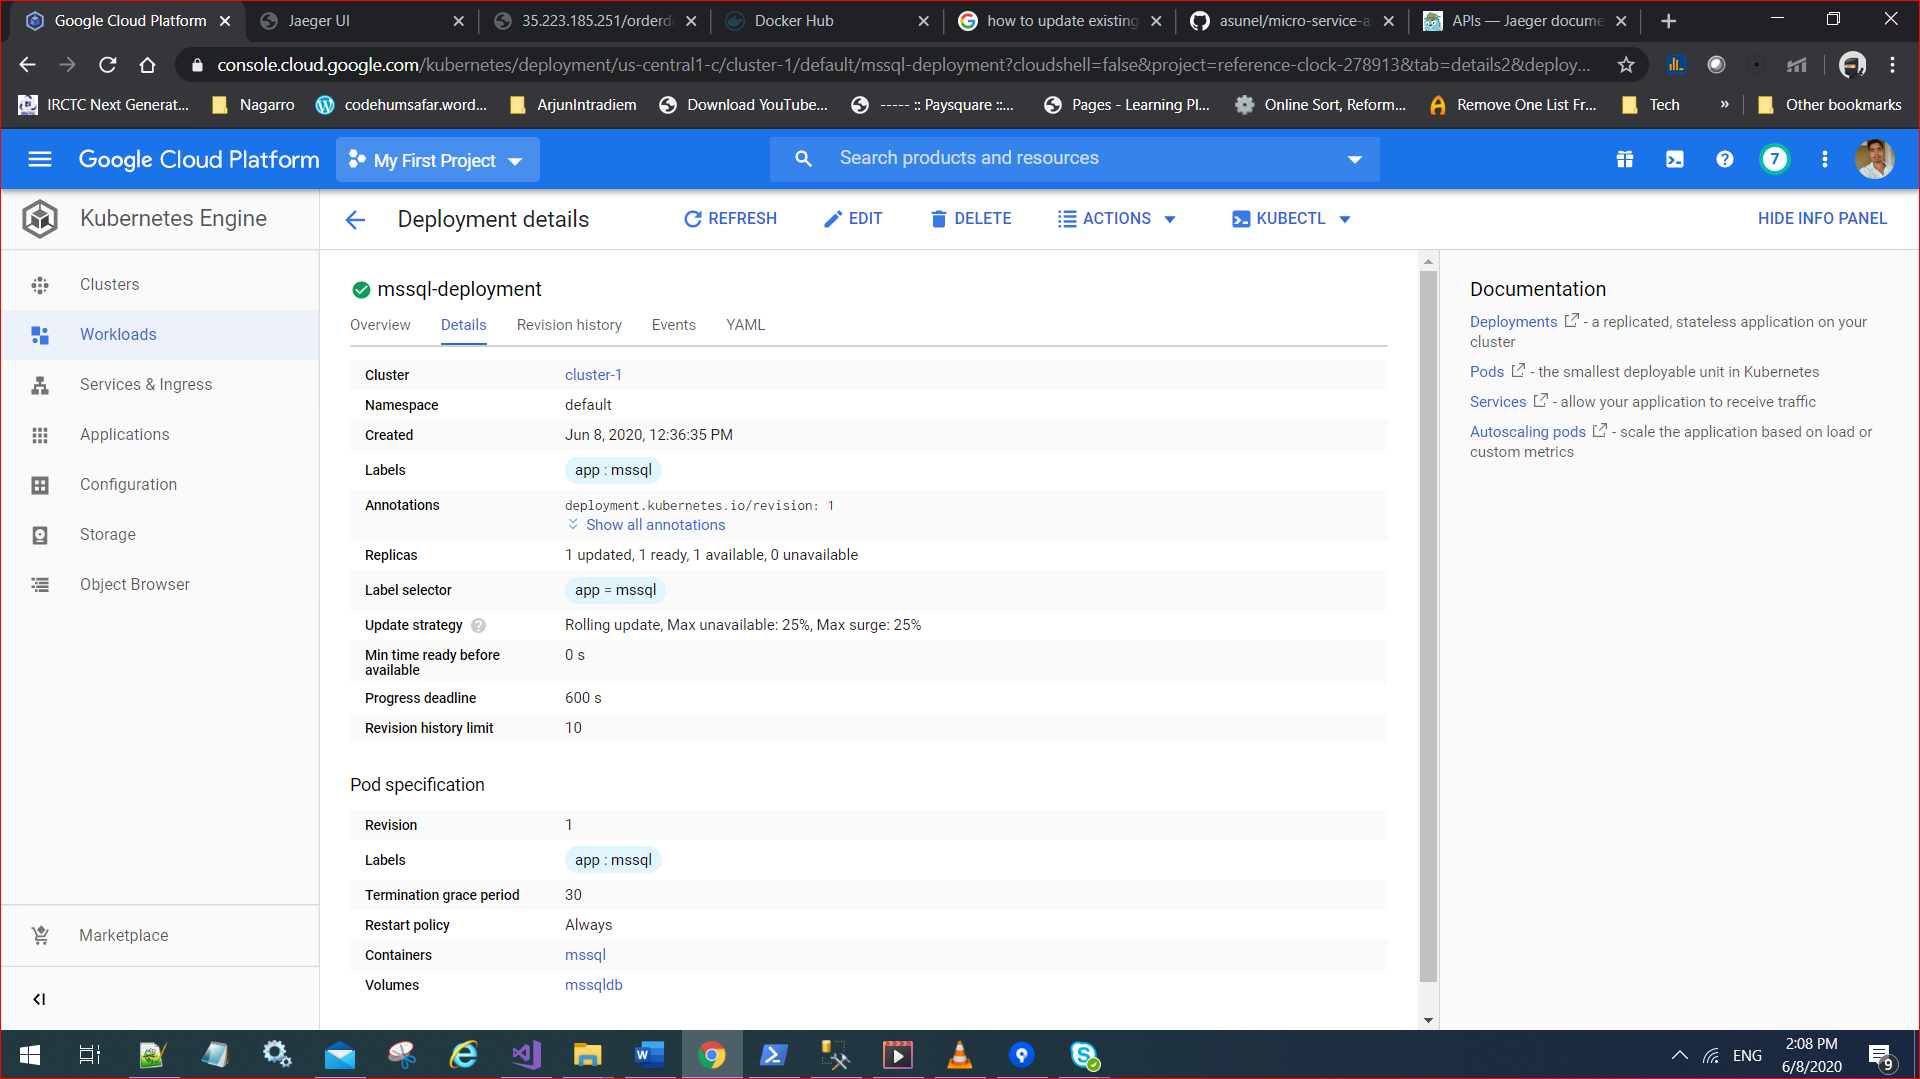 Google Cloud Platform
Jaeger UI
35.223.185.251/orderd
Docker Hub
how to update existing
asunel/micro-service-a
APIs — Jaeger docume
console.cloud.google.com/kubernetes/deployment/us-central1-c/cluster-1/default/mssql-deployment?cloudshell=false&project=reference-clock-278913&tab=details2&deploy...
IRCTC Next Generat...
Nagarro
codehumsafar.word...
ArjunIntradiem
Download YouTube...
----- :: Paysquare ::...
Pages - Learning Pl...
Online Sort, Reform...
Remove One List Fr...
Tech
»
Other bookmarks
Google Cloud Platform
My First Project
Search products and resources
7
Kubernetes Engine
Deployment details
REFRESH
EDIT
DELETE
ACTIONS
KUBECTL
HIDE INFO PANEL
Clusters
Workloads
Services & Ingress
Applications
Configuration
Storage
Object Browser
Marketplace
mssql-deployment
Overview
Details
Revision history
Events
YAML
Cluster cluster-1
Namespace default
Created Jun 8, 2020, 12:36:35 PM
Labels app : mssql
Annotations deployment.kubernetes.io/revision: 1
Show all annotations
Replicas 1 updated, 1 ready, 1 available, 0 unavailable
Label selector app = mssql
Update strategy Rolling update, Max unavailable: 25%, Max surge: 25%
Min time ready before 0 s
available
Progress deadline 600 s
Revision history limit 10
Pod specification
Revision 1
Labels app : mssql
Termination grace period 30
Restart policy Always
Containers mssql
Volumes mssqldb
Documentation
Deployments - a replicated, stateless application on your
cluster
Pods - the smallest deployable unit in Kubernetes
Services - allow your application to receive traffic
Autoscaling pods - scale the application based on load or
custom metrics
ENG
2:08 PM
6/8/2020
9